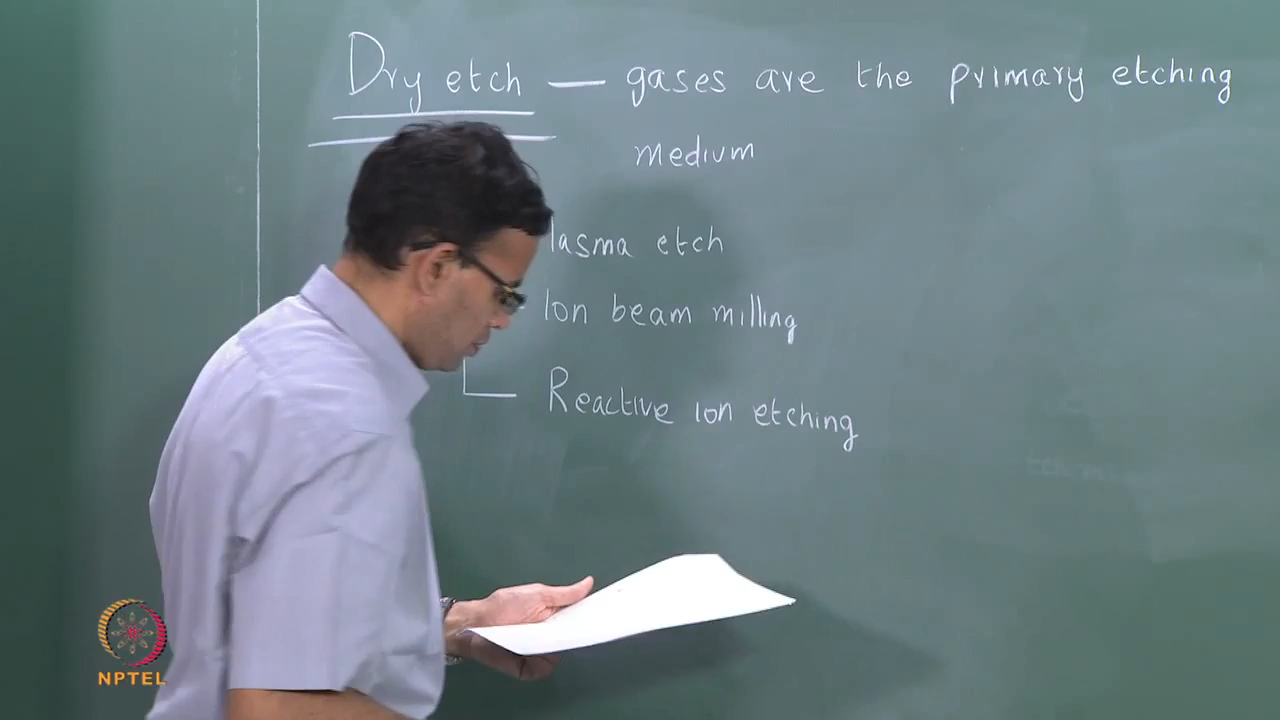 Dry etch — gases are the primary etching
medium
lasma etch
Ion beam milling
Reactive ion etching
NPTEL